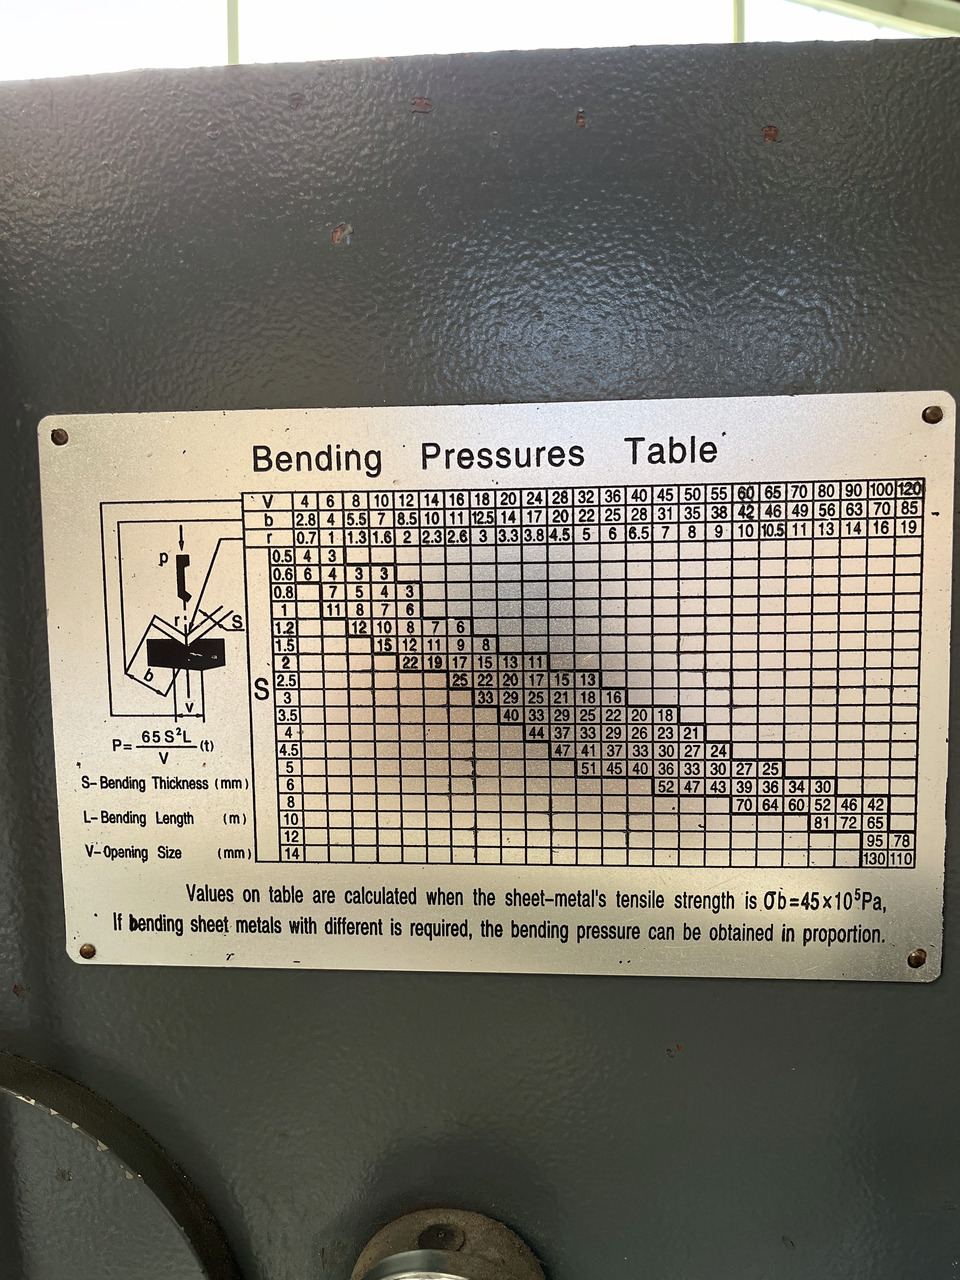 Bending Pressures Table
V 4 6 8 10 12 14 16 18 20 24 28 32 36 40 45 50 55 60 65 70 80 90 100 120
b 2.8 4 5.5 7 8.5 10 11 12.5 14 17 20 22 25 28 31 35 38 42 46 49 56 63 70 85
r 0.7 1 1.3 1.6 2 2.3 2.6 3 3.3 3.8 4.5 5 6 6.5 7 8 9 10 10.5 11 13 14 16 19
0.5 4 3
0.6 6 4 3 3
0.8 7 5 4 3
1 11 8 7 6
1.2 12 10 8 7 6
1.5 15 12 11 9 8
2 22 19 17 15 13 11
2.5 25 22 20 17 15 13
S
3 33 29 25 21 18 16
3.5 40 33 29 25 22 20 18
4 44 37 33 29 26 23 21
4.5 47 41 37 33 30 27 24
5 51 45 40 36 33 30 27 25
6 52 47 43 39 36 34 30
8 70 64 60 52 46 42
10 81 72 65
12 95 78
14 130 110
p
r
S
b
V
P=65S²L/V(t)
S-Bending Thickness (mm)
L-Bending Length (m)
V-Opening Size (mm)
Values on table are calculated when the sheet-metal's tensile strength is σb=45×10⁵Pa,
If bending sheet metals with different is required, the bending pressure can be obtained in proportion.